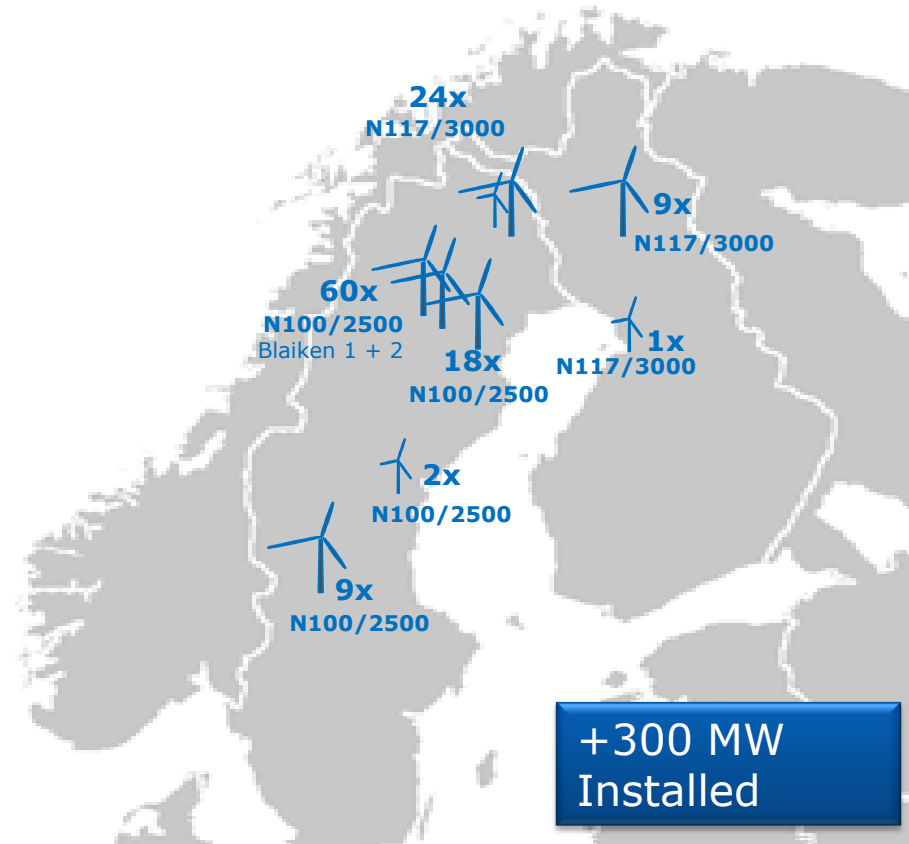 24x
N117/3000
9x
N117/3000
60x
N100/2500
Blaiken 1 + 2
18x
N100/2500
1x
N117/3000
2x
N100/2500
9x
N100/2500
+300 MW
Installed